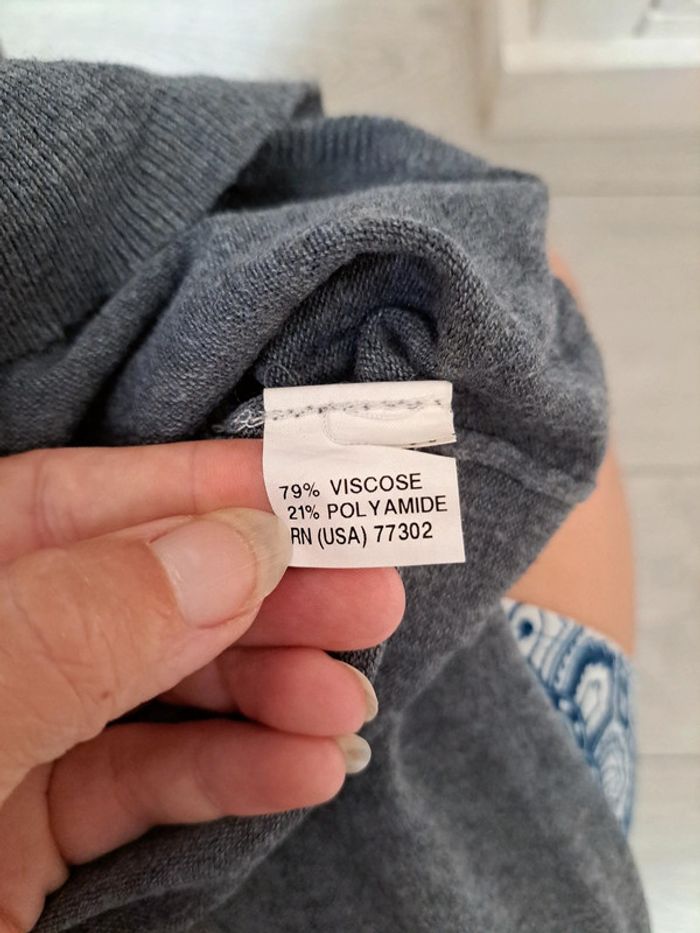 79% VISCOSE
21% POLYAMIDE
RN (USA) 77302